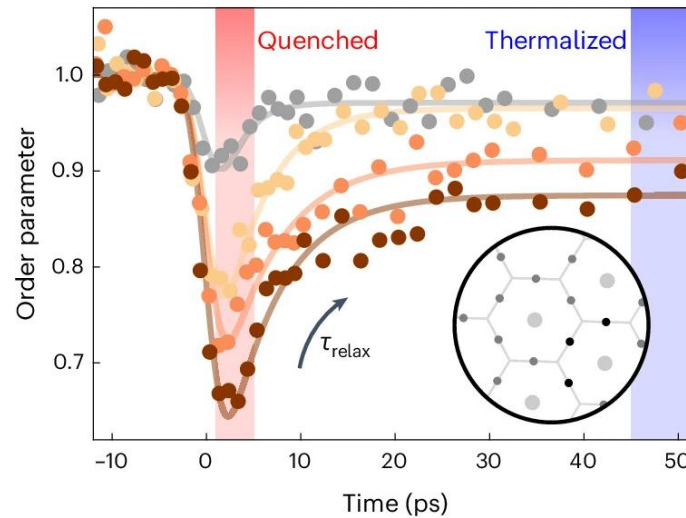 Quenched
Thermalized
1.0
0.9
0.8
0.7
Order parameter
τrelax
–10
0
10
20
30
40
50
Time (ps)